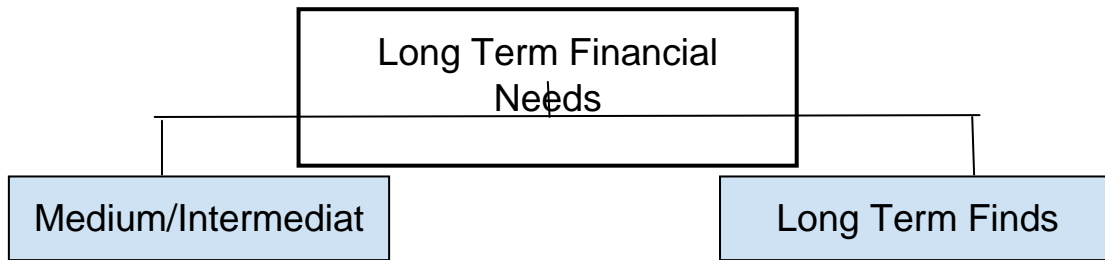 Long Term Financial
Needs
Medium/Intermediat
Long Term Finds